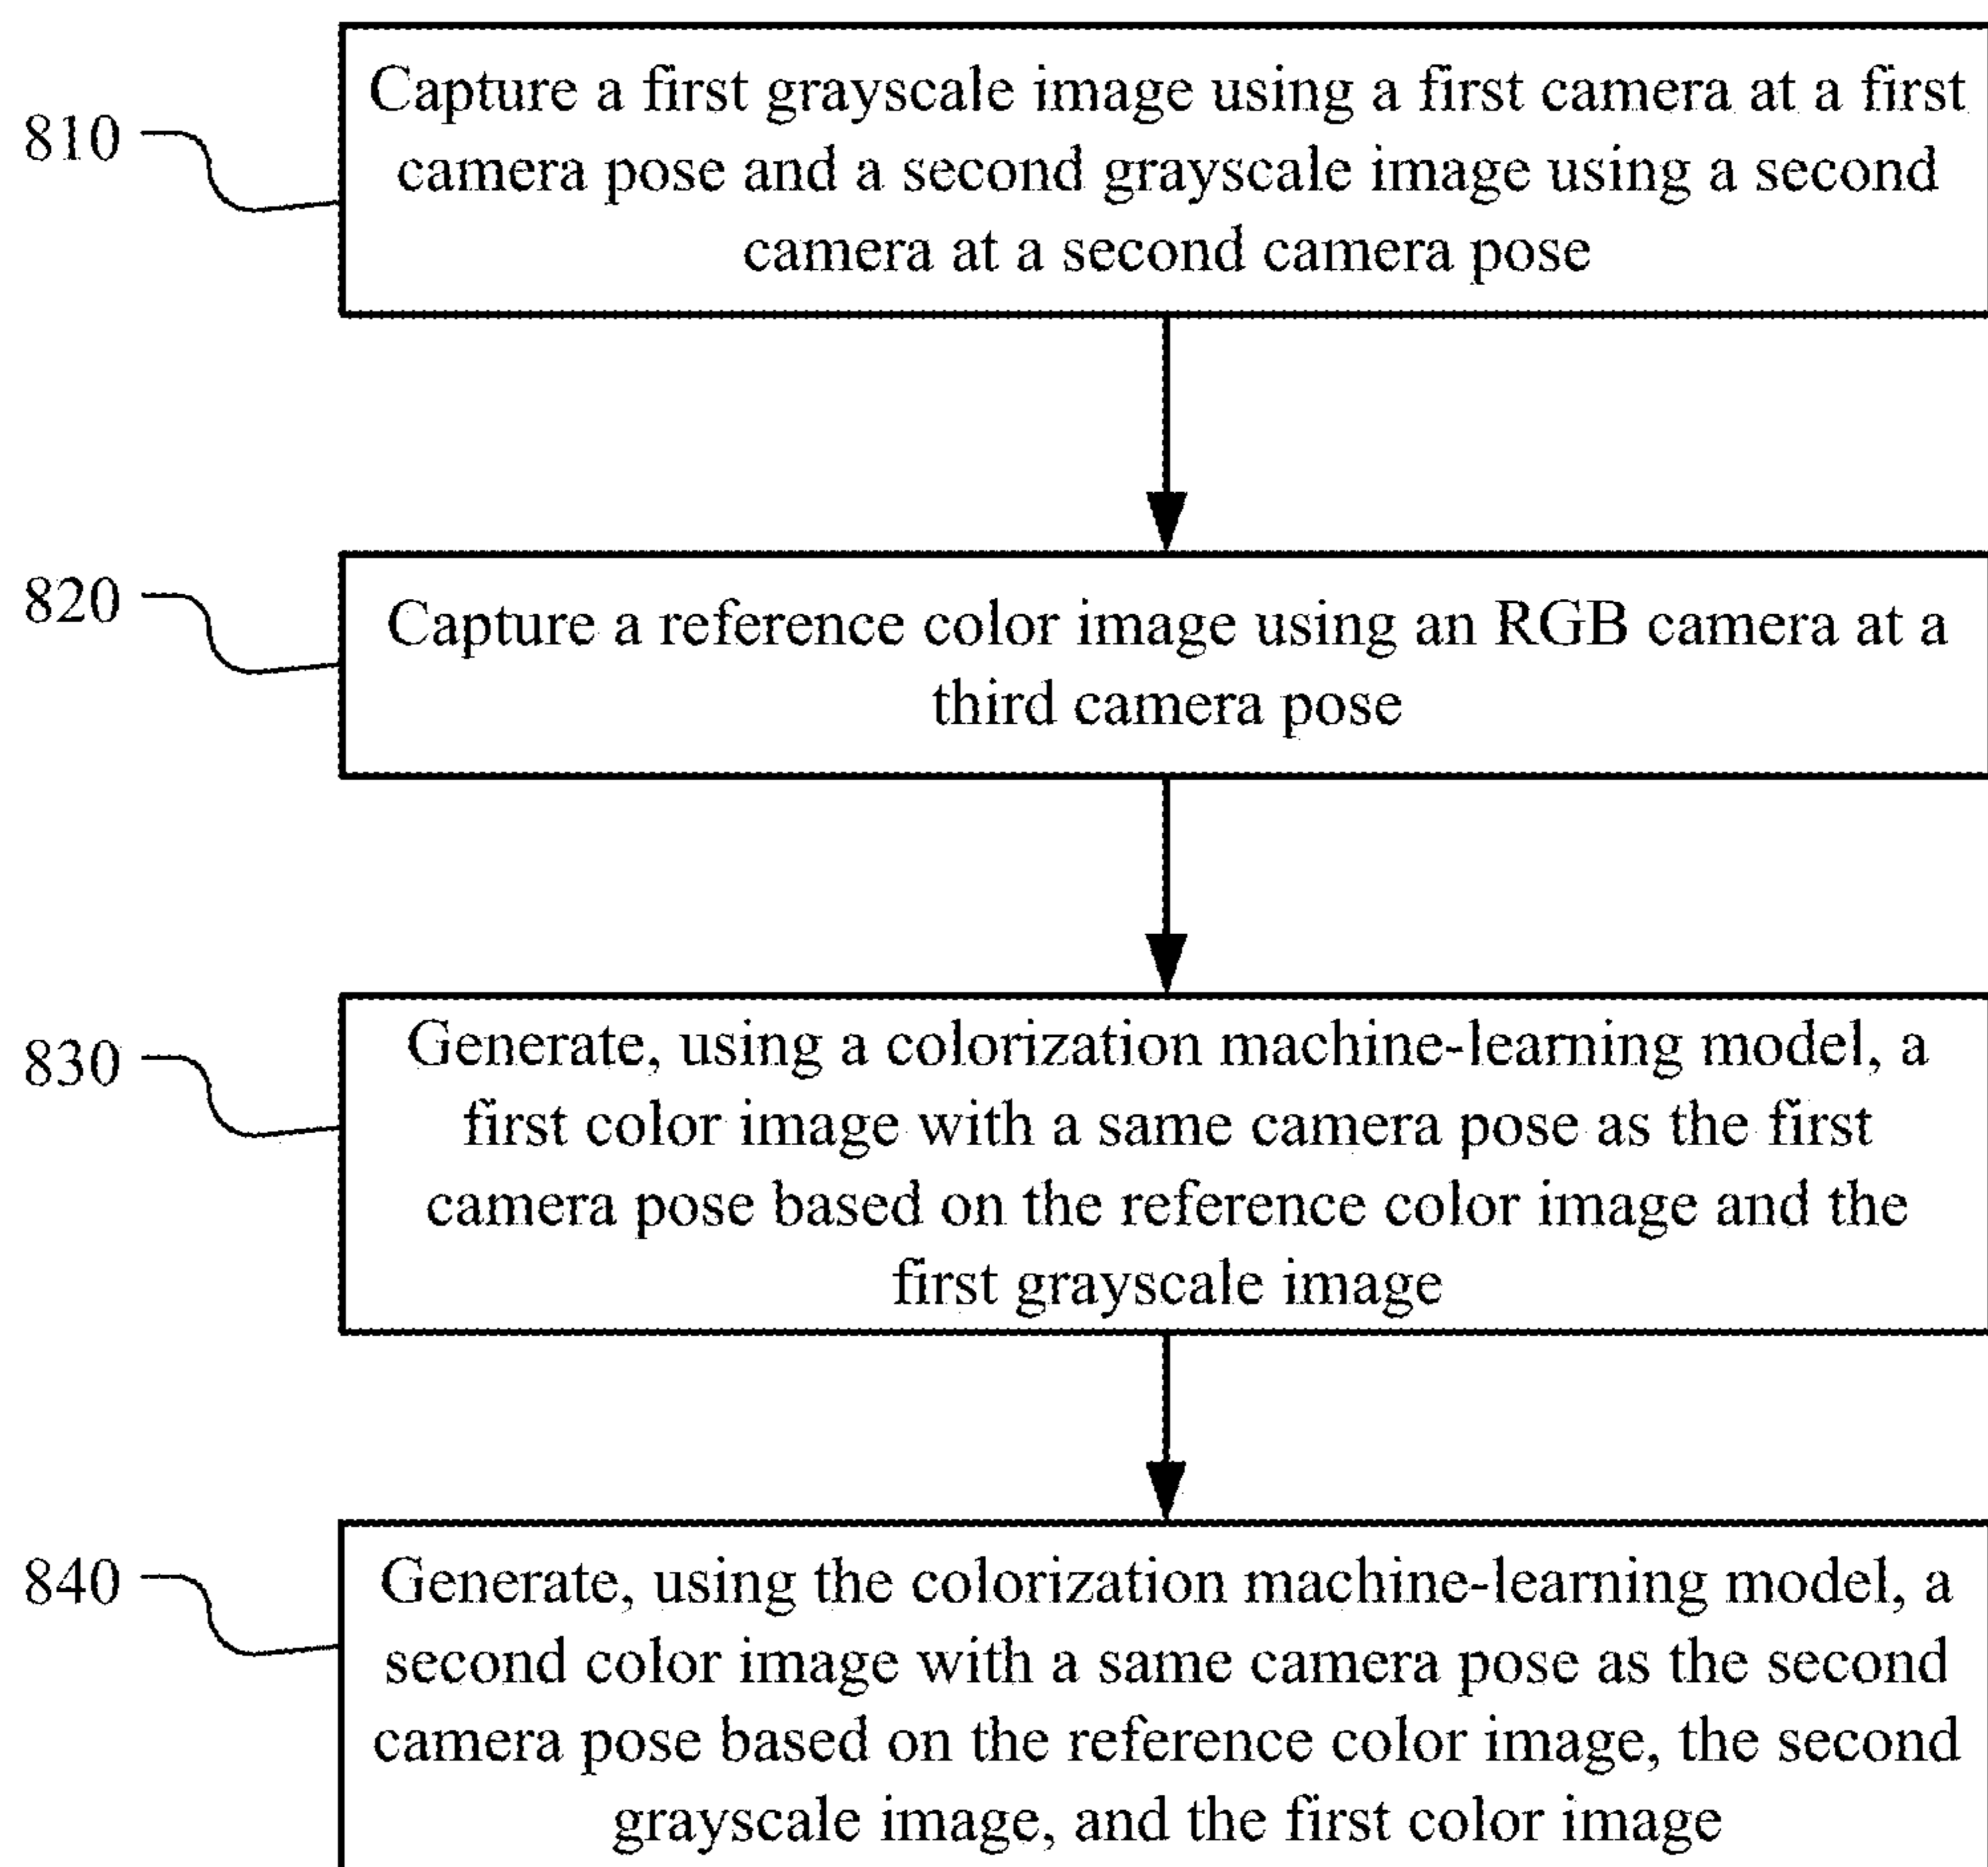 810
Capture a first grayscale image using a first camera at a first
camera pose and a second grayscale image using a second
camera at a second camera pose
820
Capture a reference color image using an RGB camera at a
third camera pose
830
Generate, using a colorization machine-learning model, a
first color image with a same camera pose as the first
camera pose based on the reference color image and the
first grayscale image
840
Generate, using the colorization machine-learning model, a
second color image with a same camera pose as the second
camera pose based on the reference color image, the second
grayscale image, and the first color image